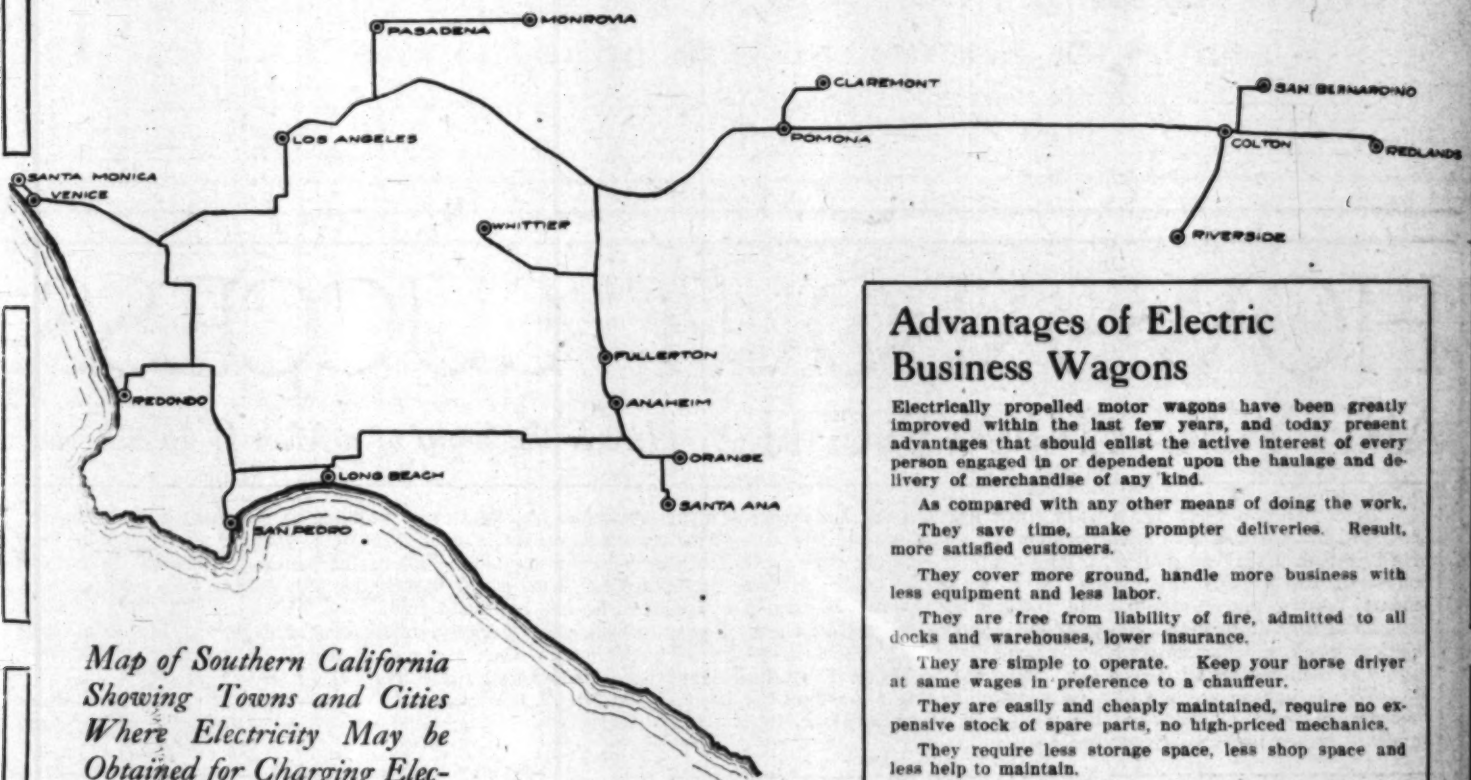 MONROVIA
PASADENA
CLAREMONT
SAN BERNARDINO
LOS ANGELES
POMONA
COLTON
REDLANDS
SANTA MONICA
VENICE
WHITTIER
RIVERSIDE
FULLERTON
REDONDO
ANAHEIM
ORANGE
LONG BEACH
SANTA ANA
SAN PEDRO
Map of Southern California
Showing Towns and Cities
Where Electricity May be
Obtained for Charging Elec-
Advantages of Electric
Business Wagons
Electrically propelled motor wagons have been greatly
improved within the last few years, and today present
advantages that should enlist the active interest of every
person engaged in or dependent upon the haulage and de-
livery of merchandise of any kind.
As compared with any other means of doing the work,
They save time, make prompter deliveries. Result,
more satisfied customers.
They cover more ground, handle more business with
less equipment and less labor.
They are free from liability of fire, admitted to all
docks and warehouses, lower insurance.
They are simple to operate. Keep your horse driver
at same wages in preference to a chauffeur.
They are easily and cheaply maintained, require no ex-
pensive stock of spare parts, no high-priced mechanics.
They require less storage space, less shop space and
less help to maintain.